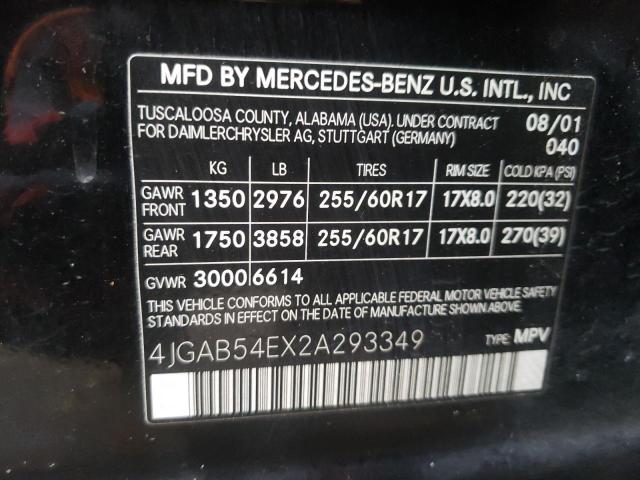 MFD BY MERCEDES-BENZ U.S. INTL., INC
TUSCALOOSA COUNTY, ALABAMA (USA). UNDER CONTRACT 08/01
FOR DAIMLERCHRYSLER AG, STUTTGART (GERMANY) 040
KG LB TIRES RIM SIZE COLD KPA (PSI)
GAWR FRONT 1350 2976 255/60R17 17X8.0 220(32)
GAWR REAR 1750 3858 255/60R17 17X8.0 270(39)
GVWR 3000 6614
THIS VEHICLE CONFORMS TO ALL APPLICABLE FEDERAL MOTOR VEHICLE SAFETY
STANDARDS IN EFFECT ON THE DATE OF MANUFACTURE SHOWN ABOVE.
4JGAB54EX2A293349 TYPE: MPV